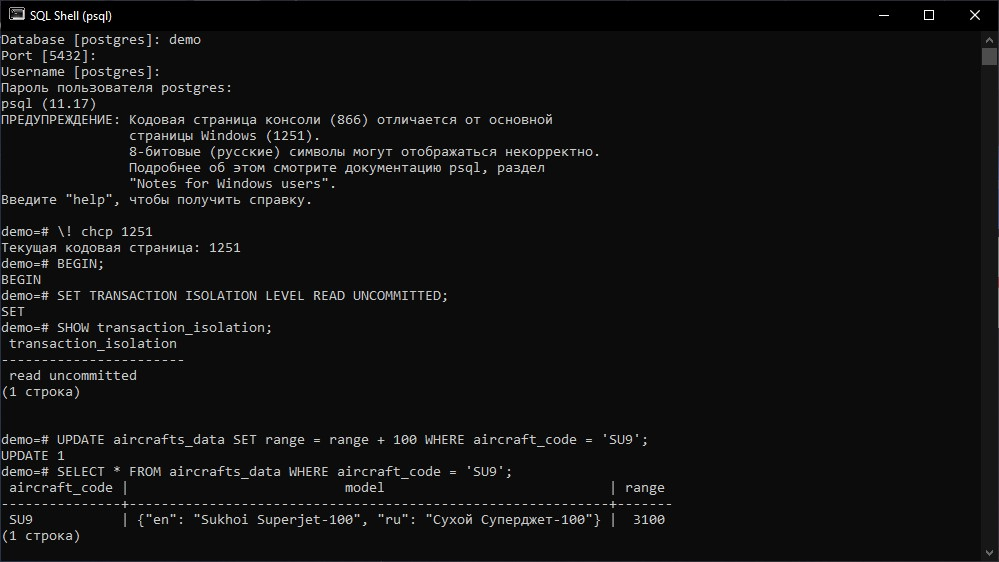 SQL Shell (psql)
Database [postgres]: demo
Port [5432]:
Username [postgres]:
Пароль пользователя postgres:
psql (11.17)
ПРЕДУПРЕЖДЕНИЕ: Кодовая страница консоли (866) отличается от основной
страницы Windows (1251).
8-битовые (русские) символы могут отображаться некорректно.
Подробнее об этом смотрите документацию psql, раздел
"Notes for Windows users".
Введите "help", чтобы получить справку.
demo=# \! chcp 1251
Текущая кодовая страница: 1251
demo=# BEGIN;
BEGIN
demo=# SET TRANSACTION ISOLATION LEVEL READ UNCOMMITTED;
SET
demo=# SHOW transaction_isolation;
transaction_isolation
-----------------------
read uncommitted
(1 строка)
demo=# UPDATE aircrafts_data SET range = range + 100 WHERE aircraft_code = 'SU9';
UPDATE 1
demo=# SELECT * FROM aircrafts_data WHERE aircraft_code = 'SU9';
aircraft_code | model | range
---------------+------------------------------------------------------------+-------
SU9 | {"en": "Sukhoi Superjet-100", "ru": "Сухой Суперджет-100"} | 3100
(1 строка)